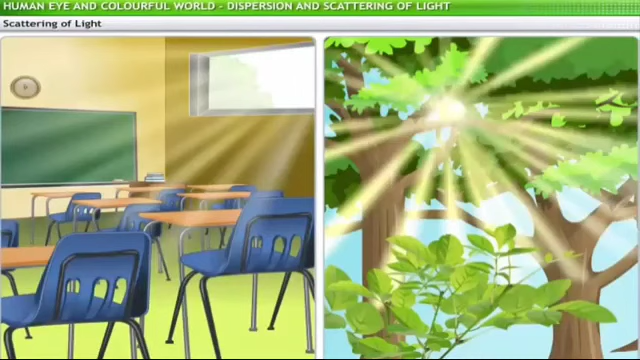 HUMAN EYE AND COLOURFUL WORLD - DISPERSION AND SCATTERING OF LIGHT
Scattering of Light